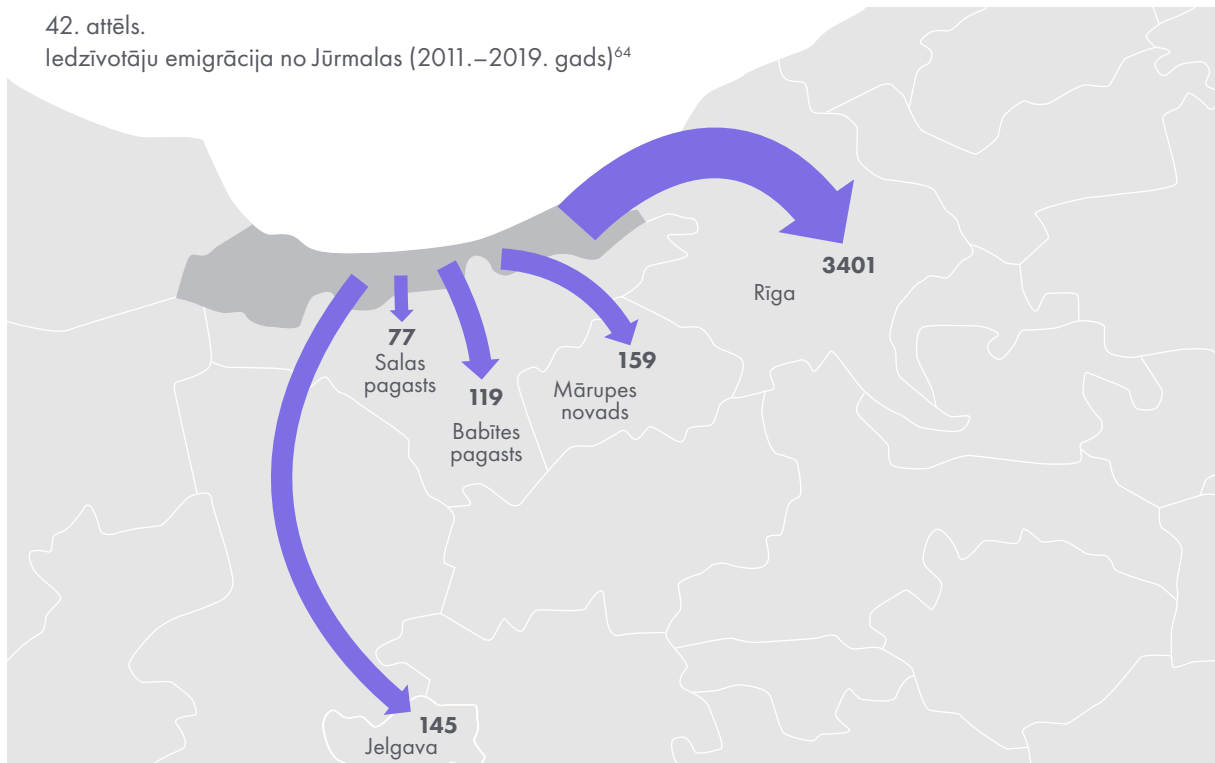 42. attēls.
Iedzīvotāju emigrācija no Jūrmalas (2011.–2019. gads)⁶⁴
3401
Rīga
77
Salas
pagasts
159
Mārupes
novads
119
Babītes
pagasts
145
Jelgava